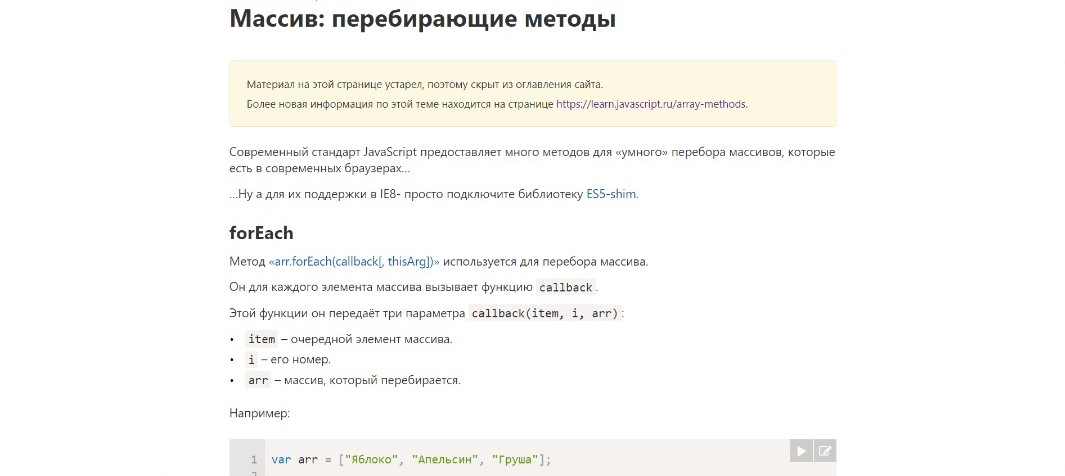 Массив: перебирающие методы
Материал на этой странице устарел, поэтому скрыт из оглавления сайта.
Более новая информация по этой теме находится на странице https://learn.javascript.ru/array-methods.
Современный стандарт JavaScript предоставляет много методов для «умного» перебора массивов, которые
есть в современных браузерах…
…Ну а для их поддержки в IE8- просто подключите библиотеку ES5-shim.
forEach
Метод «arr.forEach(callback[, thisArg])» используется для перебора массива.
Он для каждого элемента массива вызывает функцию callback.
Этой функции он передаёт три параметра callback(item, i, arr):
• item – очередной элемент массива.
• i – его номер.
• arr – массив, который перебирается.
Например:
1 var arr = ["Яблоко", "Апельсин", "Груша"];